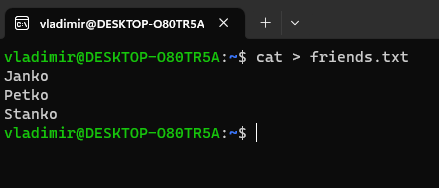 vladimir@DESKTOP-O80TR5A
vladimir@DESKTOP-O80TR5A:~$ cat > friends.txt
Janko
Petko
Stanko
vladimir@DESKTOP-O80TR5A:~$